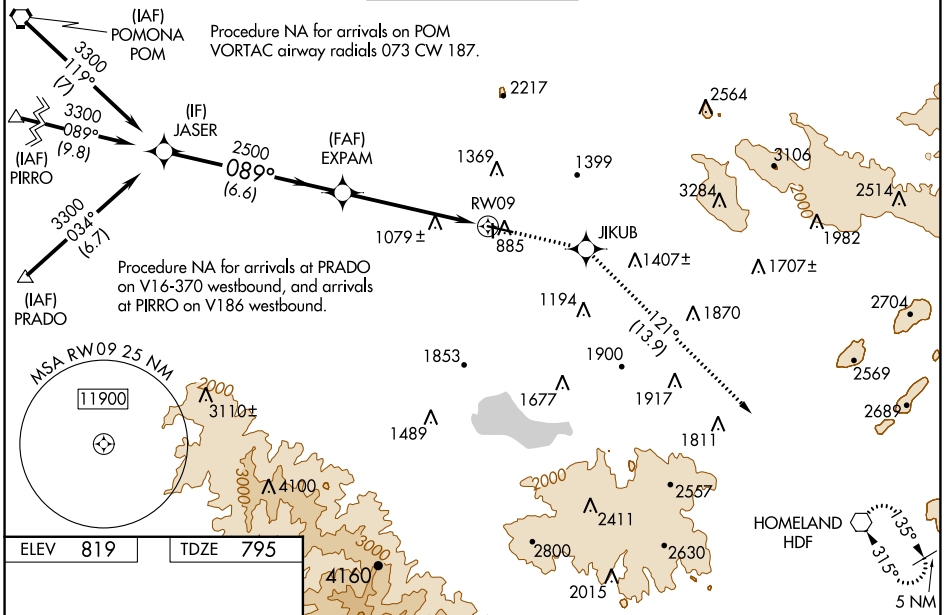 (IAF)
POMONA
POM
Procedure NA for arrivals on POM
VORTAC airway radials 073 CW 187.
3300
119°
(7)
3300
089°
(9.8)
(IAF)
PIRRO
(IF)
JASER
2500
089°
(6.6)
(FAF)
EXPAM
3300
034°
(6.7)
(IAF)
PRADO
Procedure NA for arrivals at PRADO
on V16-370 westbound, and arrivals
at PIRRO on V186 westbound.
2217
2564
1369
1399
3106
3284
2000
2514
1982
RW09
1079±
885
JIKUB
1407±
1707±
1194
121°
(13.9)
1870
2704
2569
2689
1853
1900
1677
1917
1489
1811
MSA RW09 25 NM
11900
2000
3110±
3000
4100
3000
4160
2000
2557
2411
2800
2630
2015
HOMELAND
HDF
135°
315°
5 NM
ELEV 819
TDZE 795